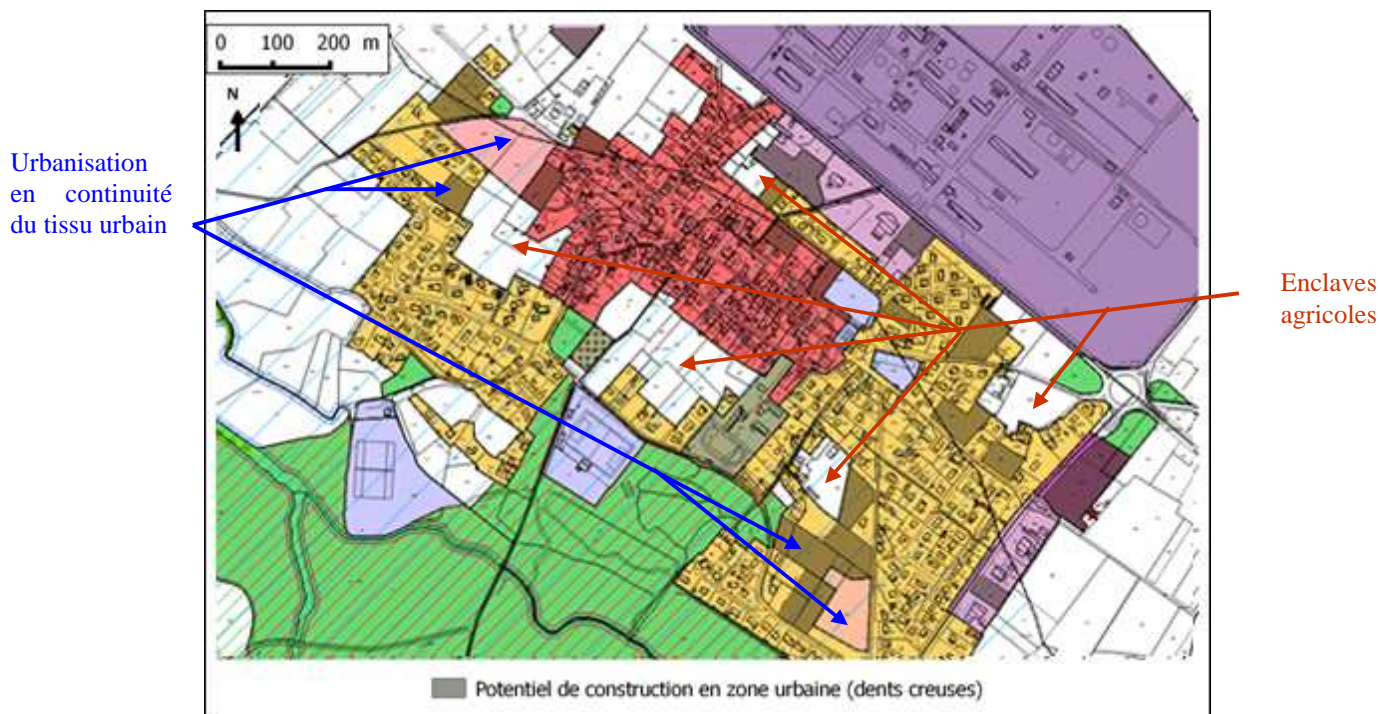 0 100 200 m
N
Urbanisation
en continuité
du tissu urbain
Enclaves
agricoles
Potentiel de construction en zone urbaine (dents creuses)